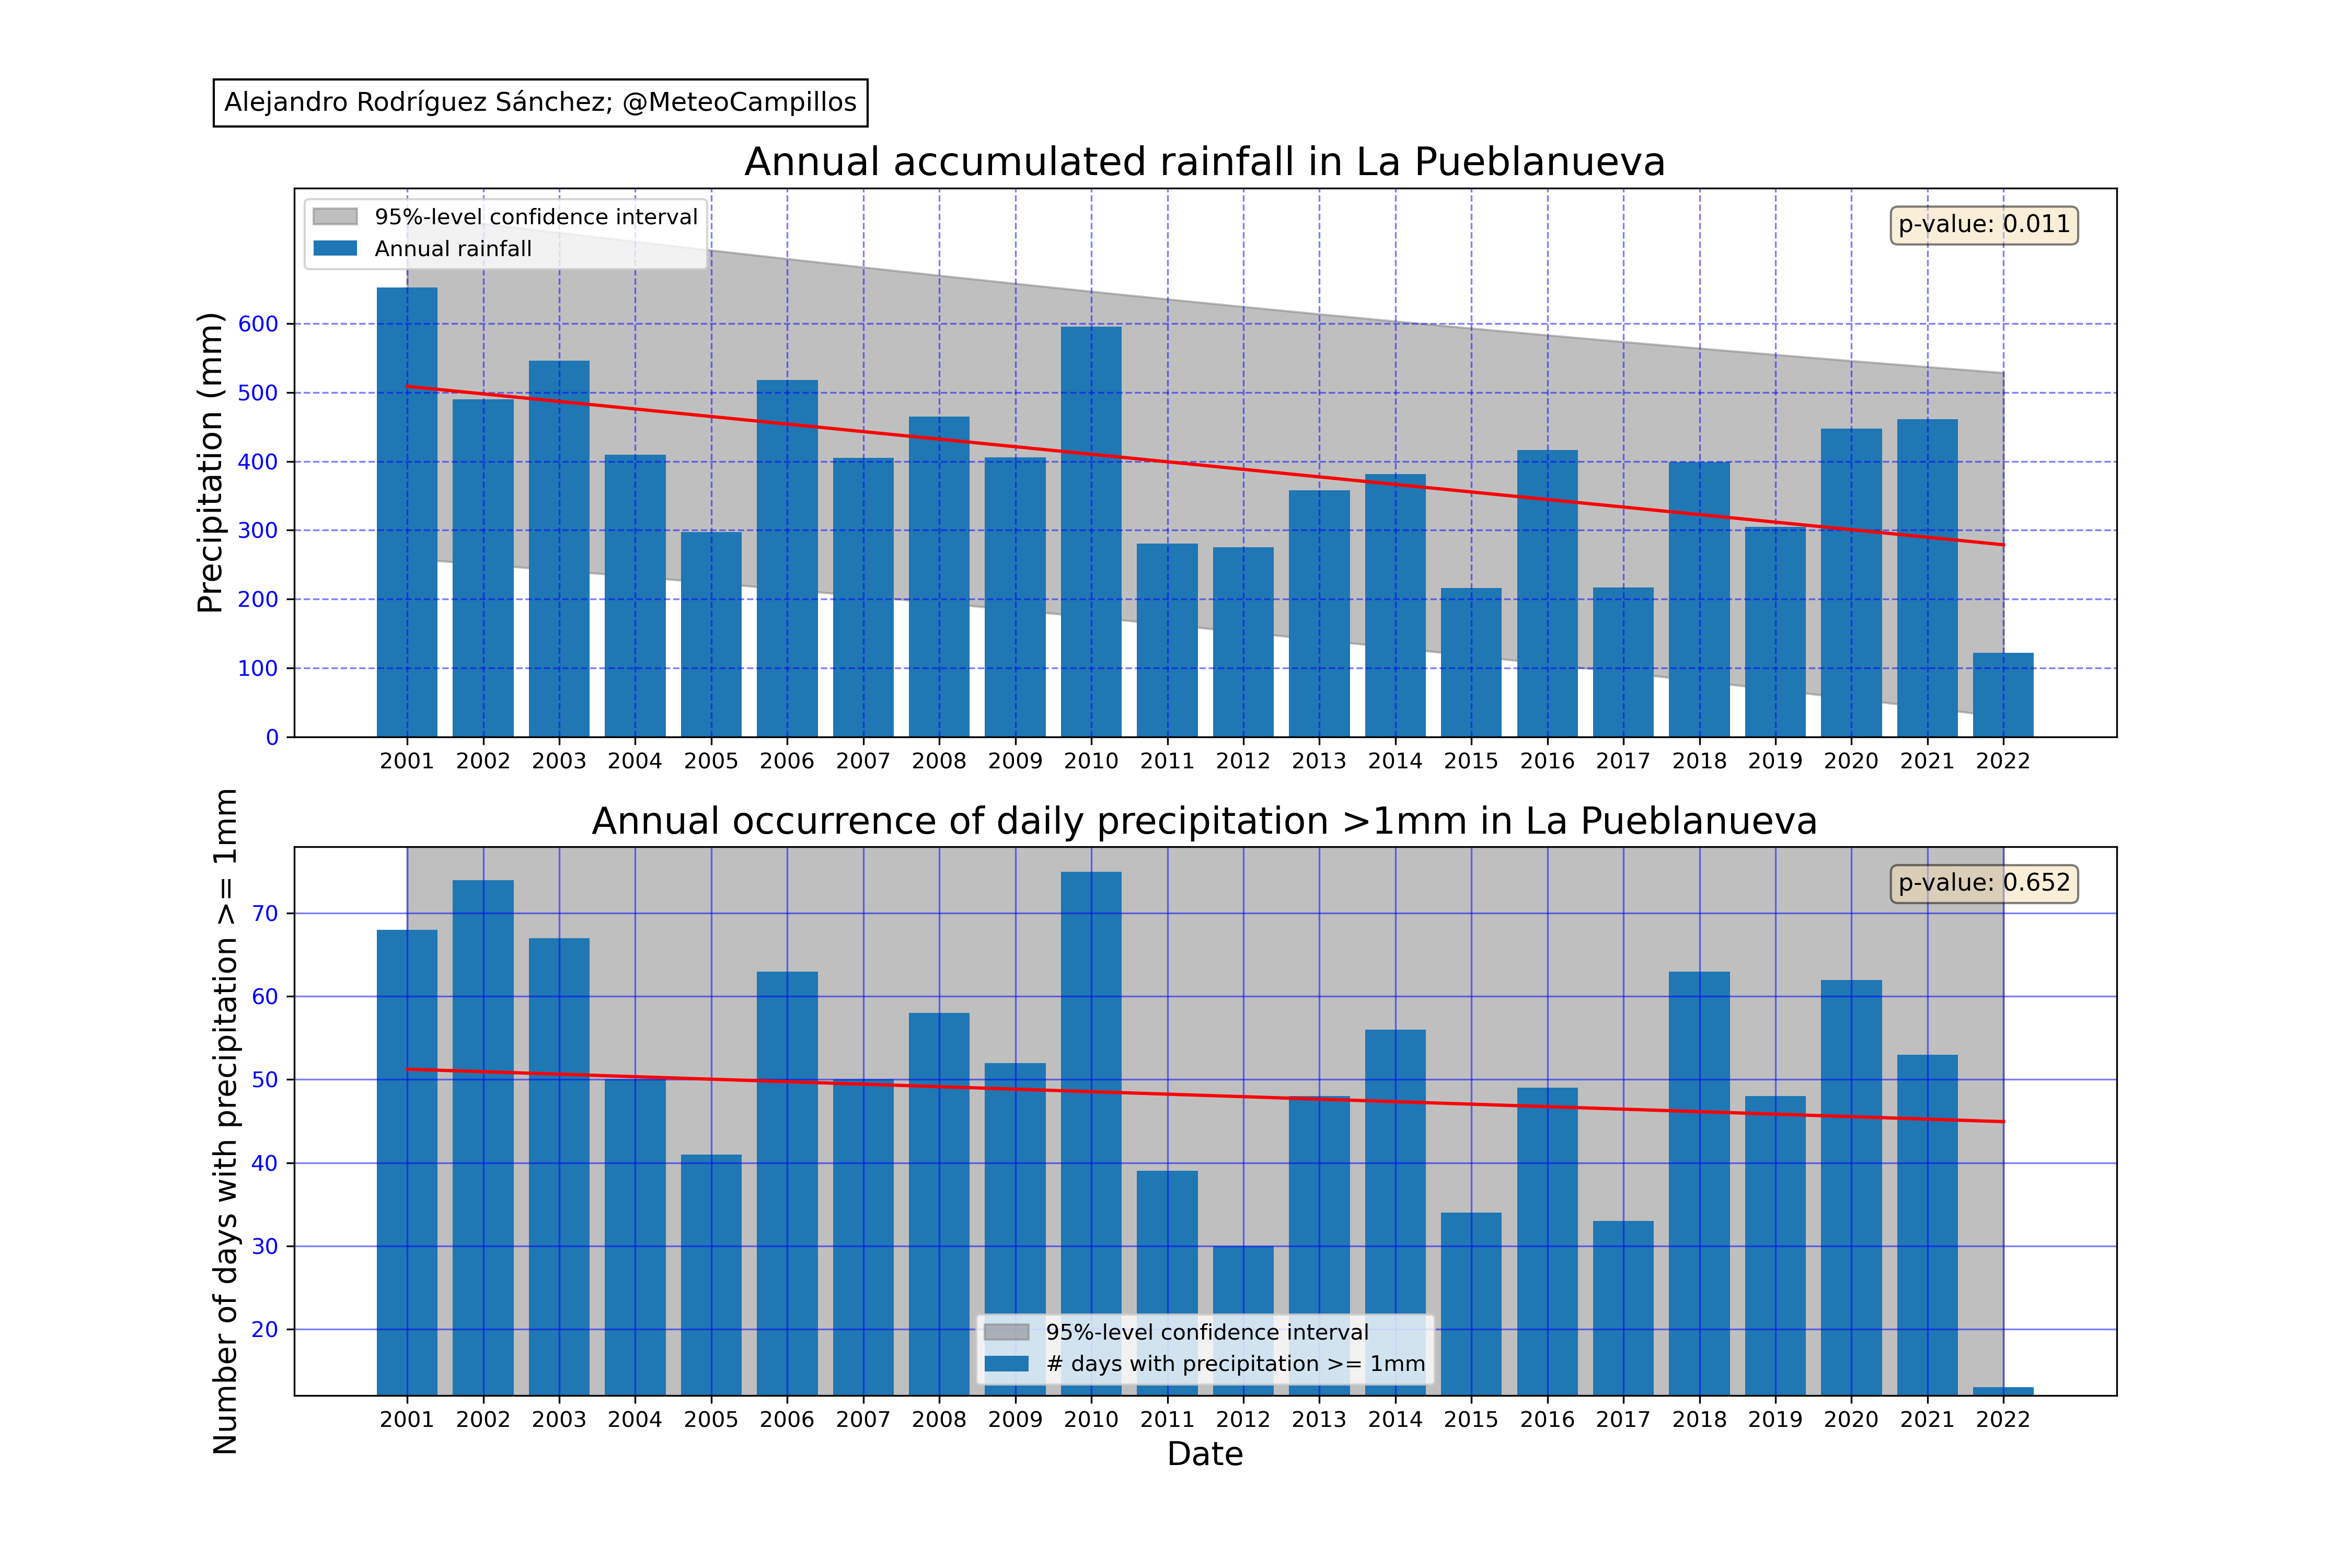 Alejandro Rodríguez Sánchez; @MeteoCampillos
Annual accumulated rainfall in La Pueblanueva
95%-level confidence interval
Annual rainfall
p-value: 0.011
Precipitation (mm)
600
500
400
300
200
100
0
2001 2002 2003 2004 2005 2006 2007 2008 2009 2010 2011 2012 2013 2014 2015 2016 2017 2018 2019 2020 2021 2022
Annual occurrence of daily precipitation >1mm in La Pueblanueva
p-value: 0.652
Number of days with precipitation >= 1mm
70
60
50
40
30
20
95%-level confidence interval
# days with precipitation >= 1mm
2001 2002 2003 2004 2005 2006 2007 2008 2009 2010 2011 2012 2013 2014 2015 2016 2017 2018 2019 2020 2021 2022
Date